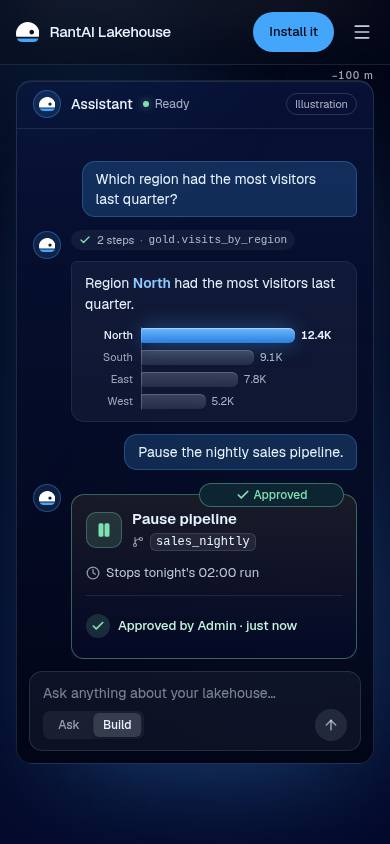 RantAI Lakehouse
Install it
−100 m
Assistant
Ready
Illustration
Which region had the most visitors
last quarter?
2 steps · gold.visits_by_region
Region North had the most visitors last
quarter.
North 12.4K
South 9.1K
East 7.8K
West 5.2K
Pause the nightly sales pipeline.
Approved
Pause pipeline
sales_nightly
Stops tonight's 02:00 run
Approved by Admin · just now
Ask anything about your lakehouse…
Ask Build